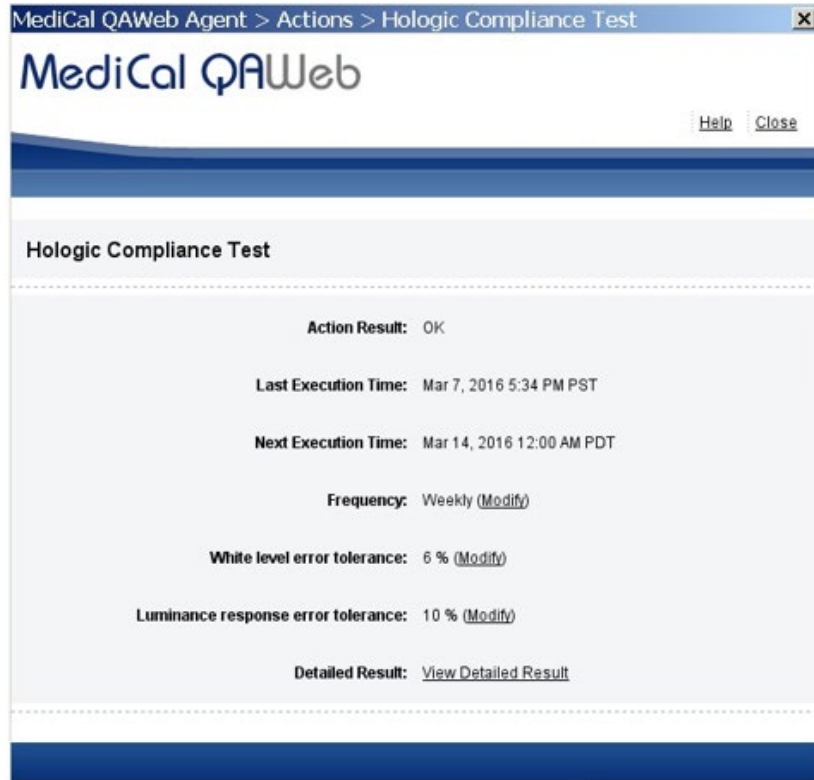 MediCal QAWeb Agent > Actions > Hologic Compliance Test
MediCal QAWeb
Help Close
Hologic Compliance Test
Action Result: OK
Last Execution Time: Mar 7, 2016 5:34 PM PST
Next Execution Time: Mar 14, 2016 12:00 AM PDT
Frequency: Weekly (Modify)
White level error tolerance: 6 % (Modify)
Luminance response error tolerance: 10 % (Modify)
Detailed Result: View Detailed Result